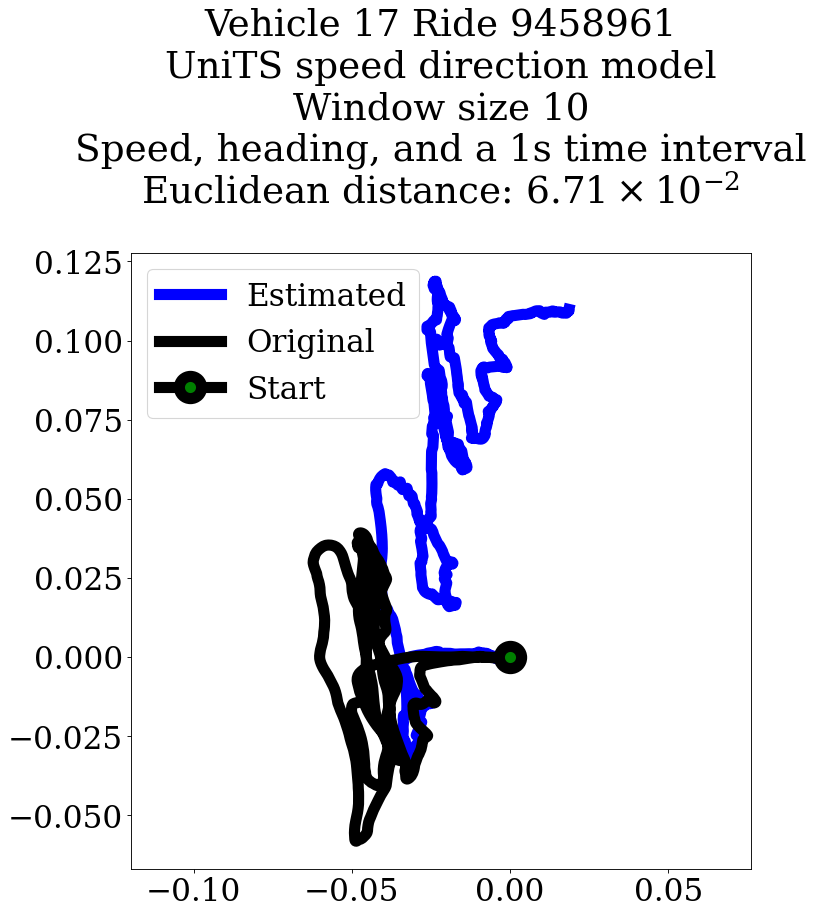 Vehicle 17 Ride 9458961
UniTS speed direction model
Window size 10
Speed, heading, and a 1s time interval
Euclidean distance: 6.71 × 10⁻²
0.125
0.100
0.075
0.050
0.025
0.000
−0.025
−0.050
Estimated
Original
Start
−0.10
−0.05
0.00
0.05